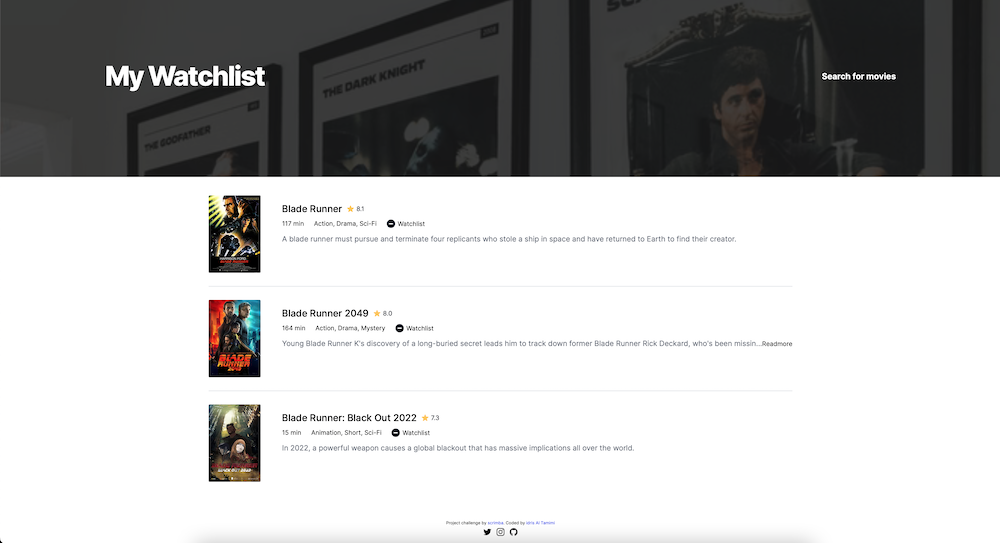 My Watchlist
Search for movies
THE GODFATHER
THE DARK KNIGHT
Blade Runner 8.1
117 min Action, Drama, Sci-Fi Watchlist
A blade runner must pursue and terminate four replicants who stole a ship in space and have returned to Earth to find their creator.
BLADE RUNNER 2049
Blade Runner 2049 8.0
164 min Action, Drama, Mystery Watchlist
Young Blade Runner K's discovery of a long-buried secret leads him to track down former Blade Runner Rick Deckard, who's been missin...Readmore
Blade Runner: Black Out 2022 7.3
15 min Animation, Short, Sci-Fi Watchlist
In 2022, a powerful weapon causes a global blackout that has massive implications all over the world.
Project challenge by scrimba. Coded by Idris Al Tamimi